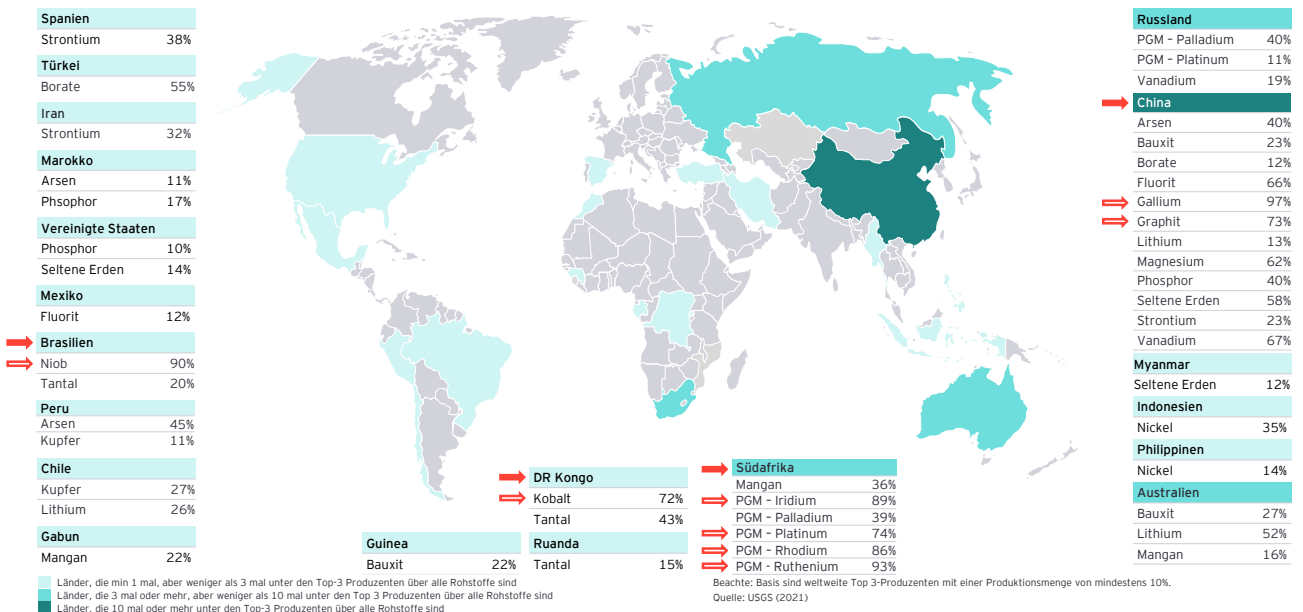 Spanien
Strontium 38%
Türkei
Borate 55%
Iran
Strontium 32%
Marokko
Arsen 11%
Phsophor 17%
Vereinigte Staaten
Phosphor 10%
Seltene Erden 14%
Mexiko
Fluorit 12%
Brasilien
Niob 90%
Tantal 20%
Peru
Arsen 45%
Kupfer 11%
Chile
Kupfer 27%
Lithium 26%
Gabun
Mangan 22%
Guinea
Bauxit 22%
DR Kongo
Kobalt 72%
Tantal 43%
Ruanda
Tantal 15%
Südafrika
Mangan 36%
PGM – Iridium 89%
PGM – Palladium 39%
PGM – Platinum 74%
PGM – Rhodium 86%
PGM - Ruthenium 93%
Russland
PGM – Palladium 40%
PGM – Platinum 11%
Vanadium 19%
China
Arsen 40%
Bauxit 23%
Borate 12%
Fluorit 66%
Gallium 97%
Graphit 73%
Lithium 13%
Magnesium 62%
Phosphor 40%
Seltene Erden 58%
Strontium 23%
Vanadium 67%
Myanmar
Seltene Erden 12%
Indonesien
Nickel 35%
Philippinen
Nickel 14%
Australien
Bauxit 27%
Lithium 52%
Mangan 16%
Länder, die min 1 mal, aber weniger als 3 mal unter den Top-3 Produzenten über alle Rohstoffe sind
Länder, die 3 mal oder mehr, aber weniger als 10 mal unter den Top 3 Produzenten über alle Rohstoffe sind
Länder, die 10 mal oder mehr unter den Top-3 Produzenten über alle Rohstoffe sind
Beachte: Basis sind weltweite Top 3-Produzenten mit einer Produktionsmenge von mindestens 10%.
Quelle: USGS (2021)